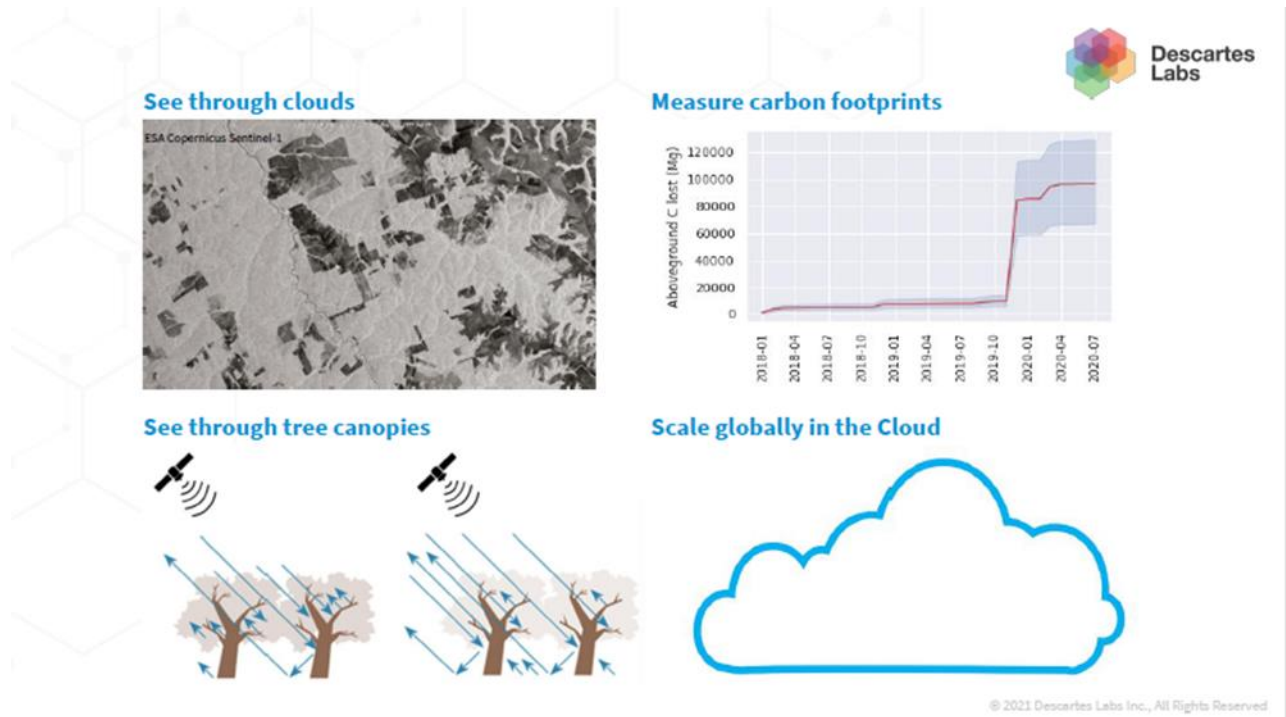 Descartes
Labs
See through clouds
ESA Copernicus Sentinel-1
Measure carbon footprints
Aboveground C lost (Mg)
120000
100000
80000
60000
40000
20000
0
2018-01
2018-04
2018-07
2018-10
2019-01
2019-04
2019-07
2019-10
2020-01
2020-04
2020-07
See through tree canopies
Scale globally in the Cloud
© 2021 Descartes Labs Inc., All Rights Reserved